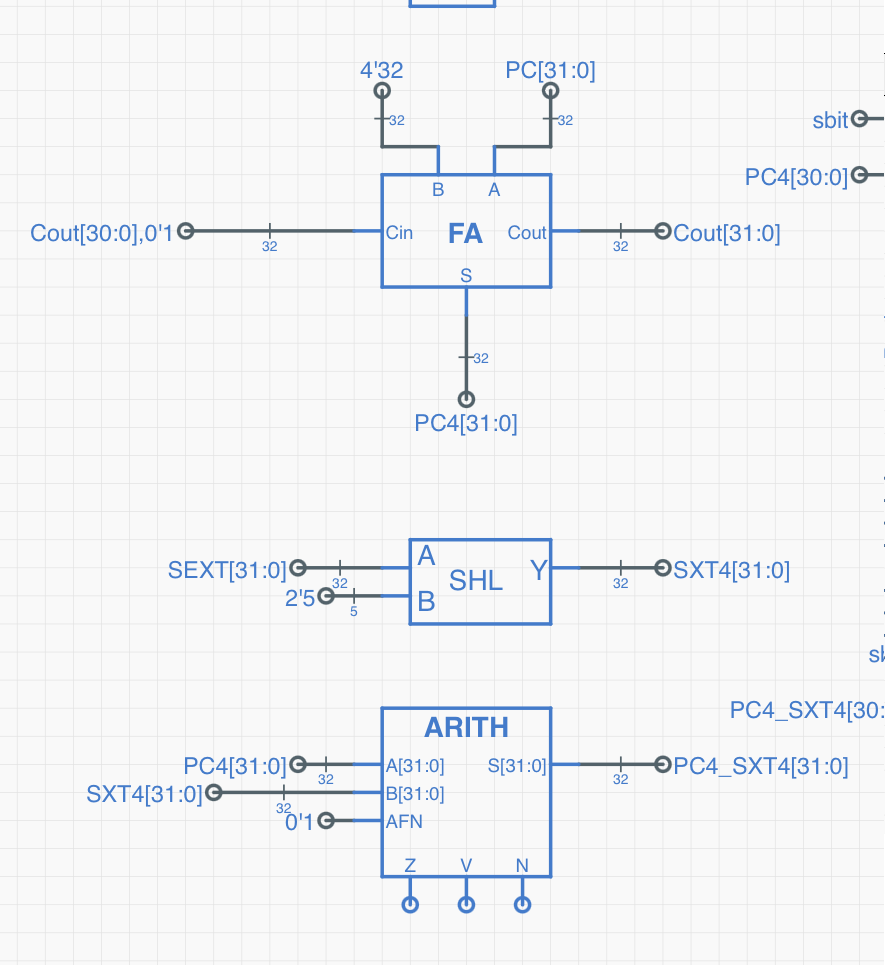 4'32
PC[31:0]
32
32
sbit
B
A
PC4[30:0]
Cout[30:0],0'1
32
Cin
FA
Cout
32
Cout[31:0]
S
32
PC4[31:0]
SEXT[31:0]
32
A
SHL
Y
32
SXT4[31:0]
2'5
5
B
PC4_SXT4[30:
ARITH
PC4[31:0]
32
A[31:0]
S[31:0]
32
PC4_SXT4[31:0]
SXT4[31:0]
32
B[31:0]
0'1
AFN
Z
V
N